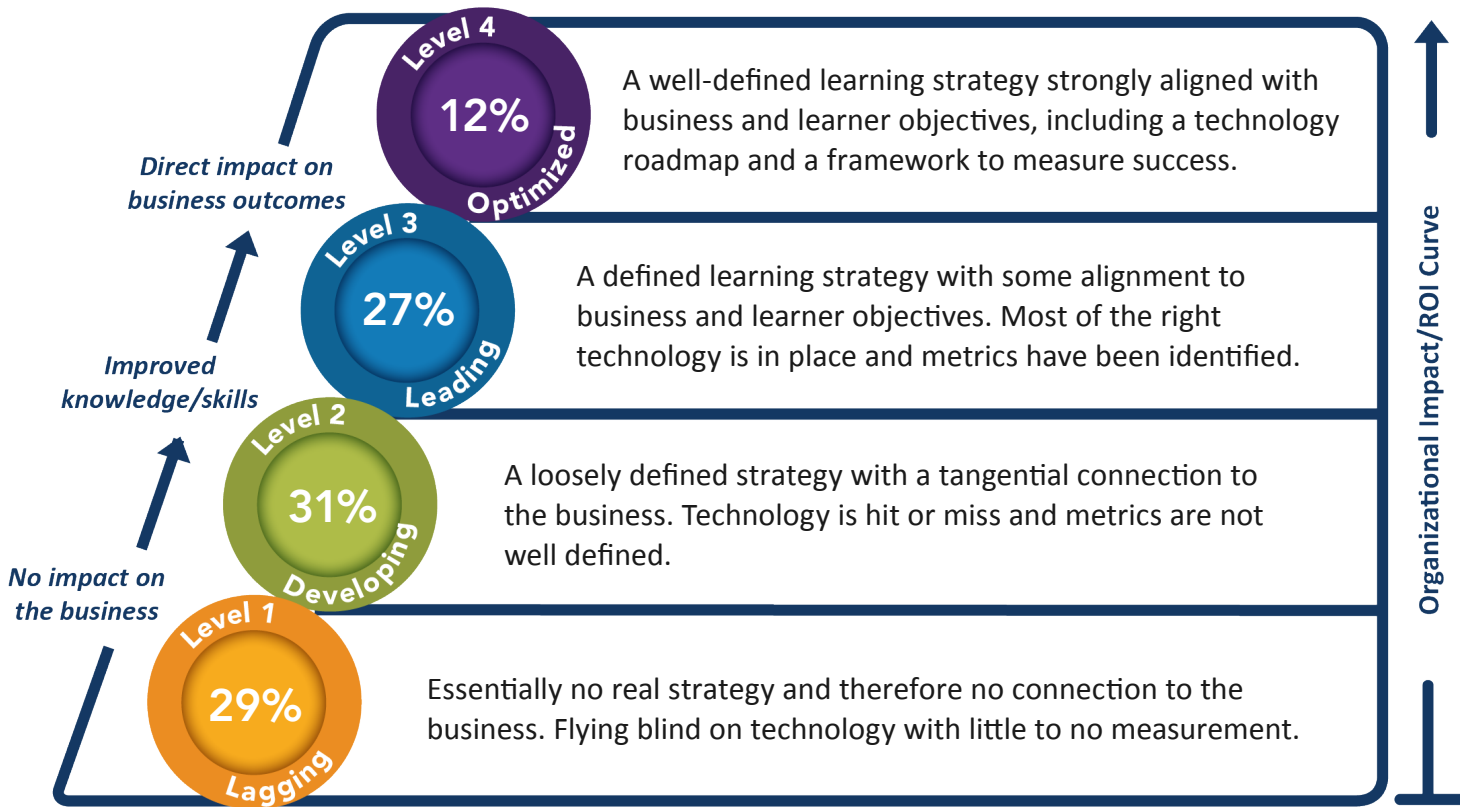 Level 4
12%
Optimized
A well-defined learning strategy strongly aligned with
business and learner objectives, including a technology
roadmap and a framework to measure success.
Direct impact on
business outcomes
Level 3
27%
Leading
A defined learning strategy with some alignment to
business and learner objectives. Most of the right
technology is in place and metrics have been identified.
Improved
knowledge/skills
Level 2
31%
Developing
A loosely defined strategy with a tangential connection to
the business. Technology is hit or miss and metrics are not
well defined.
No impact on
the business
Level 1
29%
Lagging
Essentially no real strategy and therefore no connection to the
business. Flying blind on technology with little to no measurement.
Organizational Impact/ROI Curve